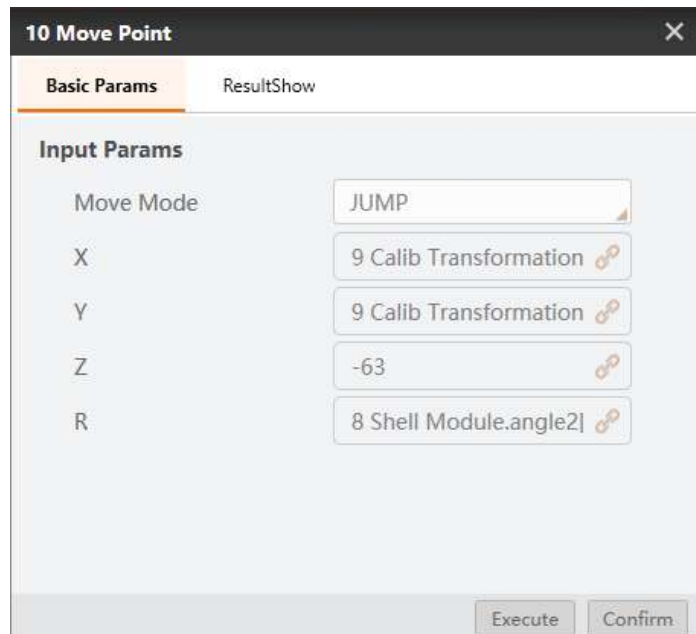 10 Move Point
Basic Params ResultShow
Input Params
Move Mode JUMP
X 9 Calib Transformation
Y 9 Calib Transformation
Z -63
R 8 Shell Module.angle2|
Execute Confirm